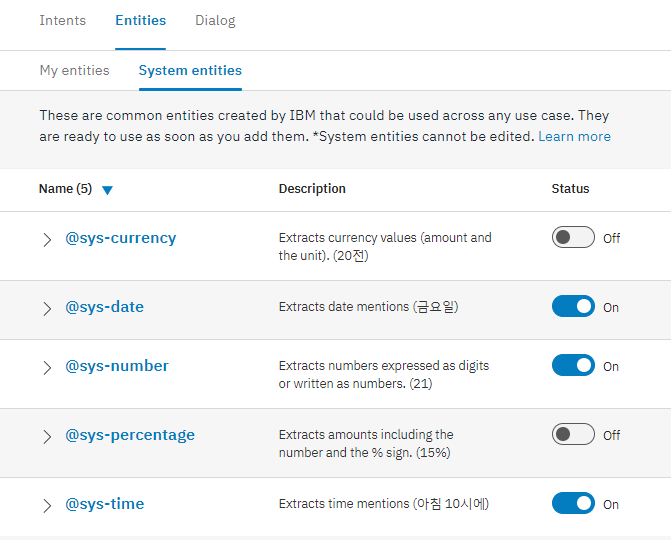 Intents Entities Dialog
My entities System entities
These are common entities created by IBM that could be used across any use case. They
are ready to use as soon as you add them. *System entities cannot be edited. Learn more
Name (5) Description Status
@sys-currency Extracts currency values (amount and
the unit). (20전) Off
@sys-date Extracts date mentions (금요일) On
@sys-number Extracts numbers expressed as digits
or written as numbers. (21) On
@sys-percentage Extracts amounts including the
number and the % sign. (15%) Off
@sys-time Extracts time mentions (아침 10시에) On